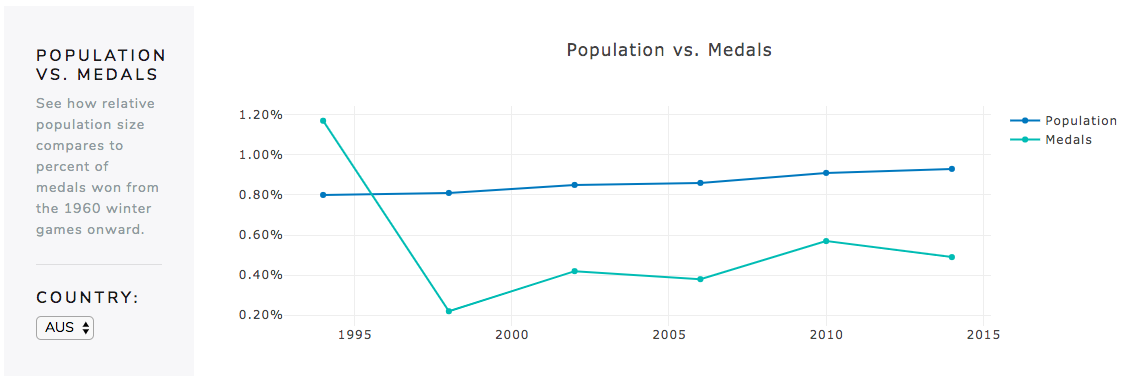 POPULATION
VS. MEDALS
See how relative
population size
compares to
percent of
medals won from
the 1960 winter
games onward.
COUNTRY:
AUS
Population vs. Medals
1.20%
1.00%
0.80%
0.60%
0.40%
0.20%
1995 2000 2005 2010 2015
Population
Medals